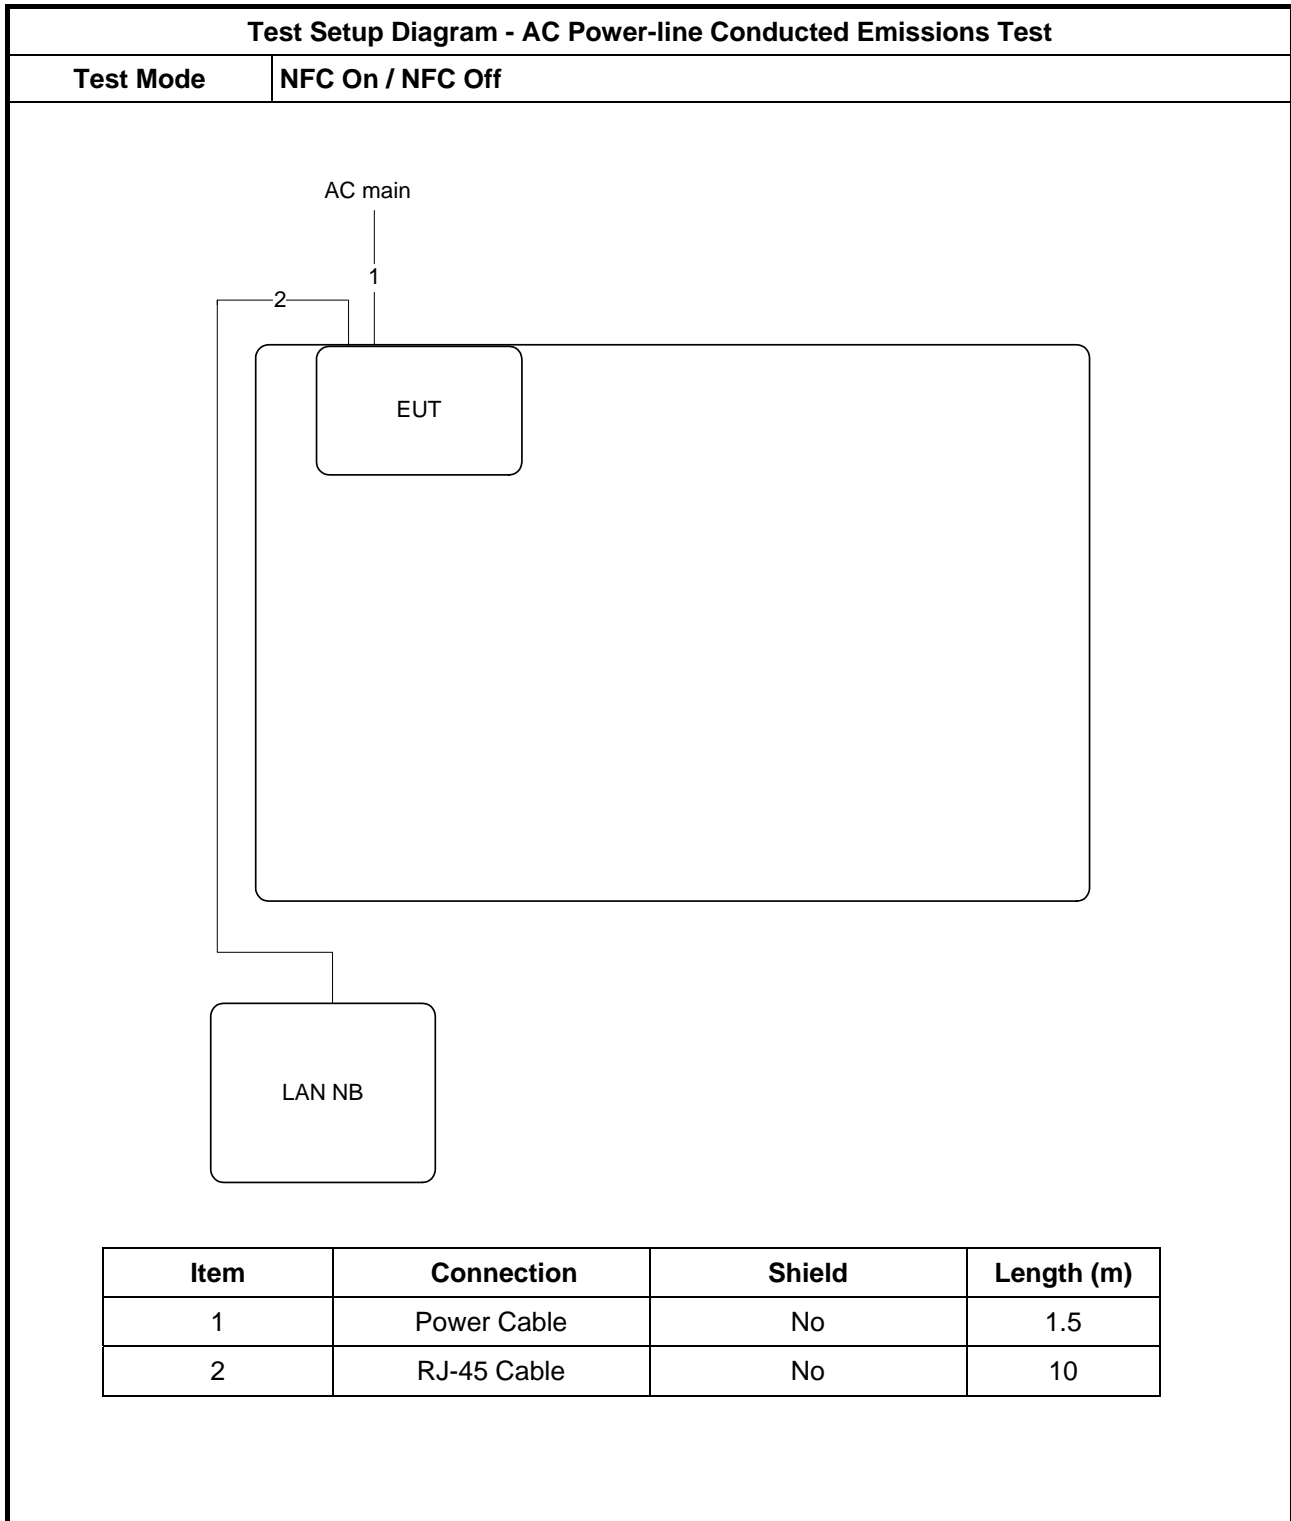 Test Setup Diagram - AC Power-line Conducted Emissions Test
Test Mode NFC On / NFC Off
AC main
1
2
EUT
LAN NB
Item Connection Shield Length (m)
1 Power Cable No 1.5
2 RJ-45 Cable No 10